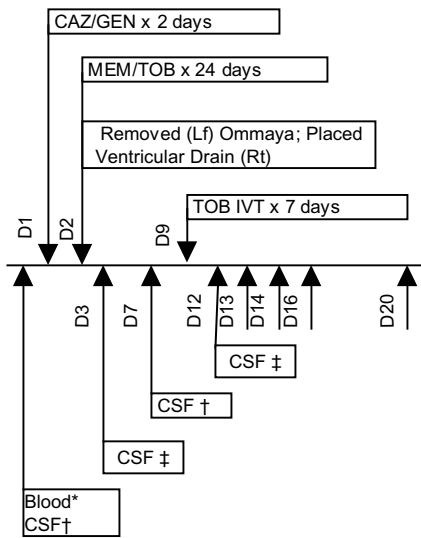 CAZ/GEN x 2 days
MEM/TOB x 24 days
Removed (Lf) Ommaya; Placed
Ventricular Drain (Rt)
TOB IVT x 7 days
D1
D2
D9
D3
D7
D12
D13
D14
D16
D20
CSF ‡
CSF †
CSF ‡
Blood*
CSF†